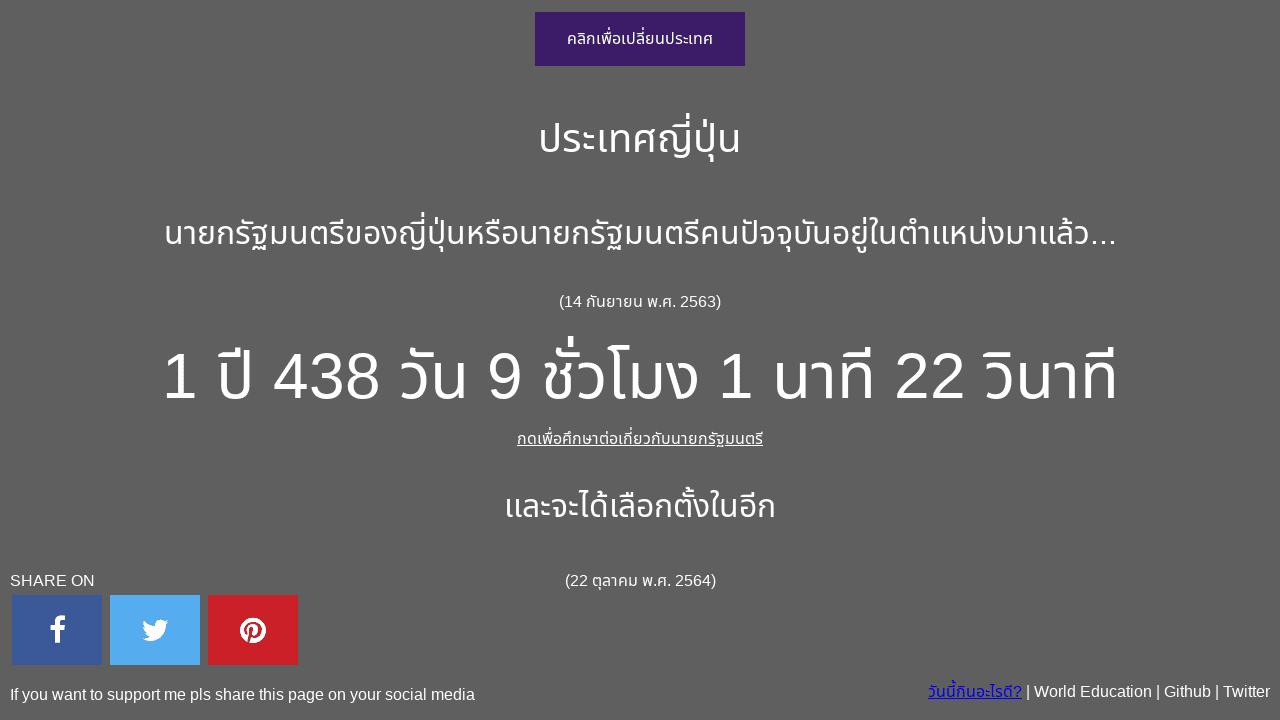 คลิกเพื่อเปลี่ยนประเทศ
ประเทศญี่ปุ่น
นายกรัฐมนตรีของญี่ปุ่นหรือนายกรัฐมนตรีคนปัจจุบันอยู่ในตำแหน่งมาแล้ว...
(14 กันยายน พ.ศ. 2563)
1 ปี 438 วัน 9 ชั่วโมง 1 นาที 22 วินาที
กดเพื่อศึกษาต่อเกี่ยวกับนายกรัฐมนตรี
และจะได้เลือกตั้งในอีก
(22 ตุลาคม พ.ศ. 2564)
SHARE ON
If you want to support me pls share this page on your social media
วันนี้กินอะไรดี? | World Education | Github | Twitter